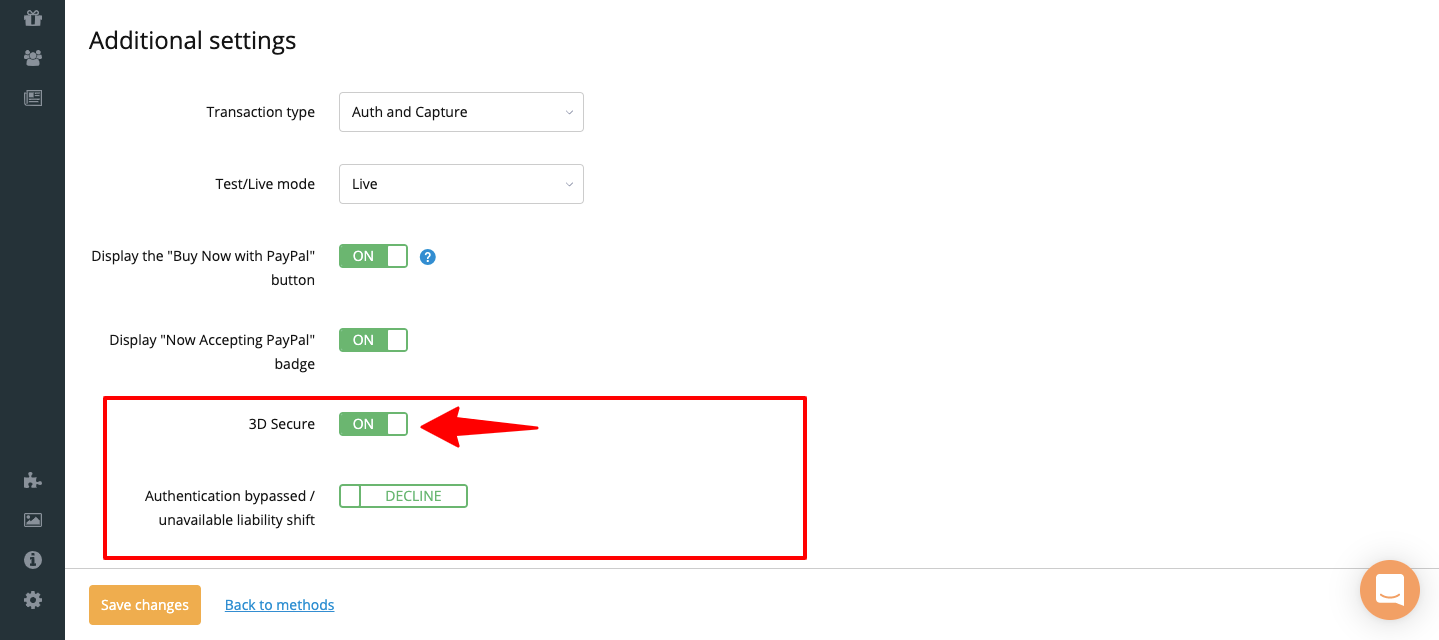 Additional settings
Transaction type
Auth and Capture
Test/Live mode
Live
Display the "Buy Now with PayPal"
button
ON
?
Display "Now Accepting PayPal"
badge
ON
3D Secure
ON
Authentication bypassed /
unavailable liability shift
DECLINE
Save changes
Back to methods